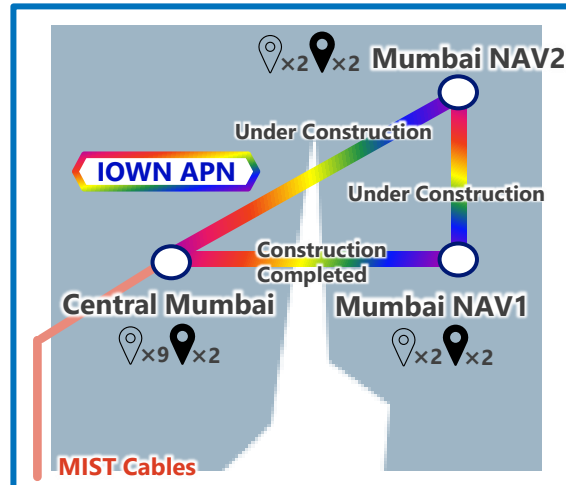 ×2 ×2 Mumbai NAV2
Under Construction
IOWN APN
Under Construction
Construction
Completed
Central Mumbai
Mumbai NAV1
×9 ×2
×2 ×2
MIST Cables